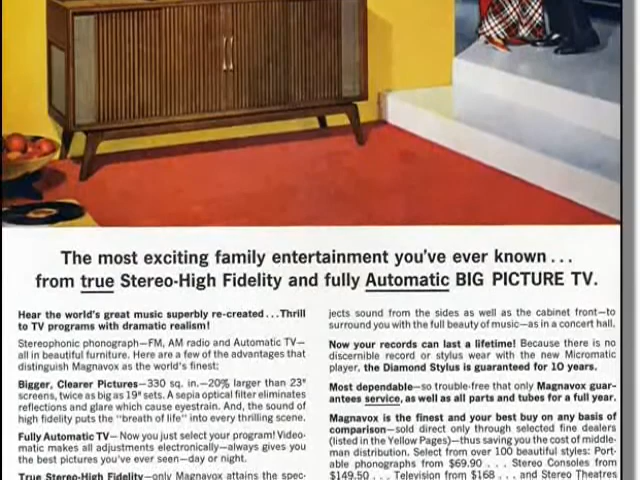 The most exciting family entertainment you've ever known...
from true Stereo-High Fidelity and fully Automatic BIG PICTURE TV.
Hear the world's great music superbly re-created...Thrill
to TV programs with dramatic realism!
Stereophonic phonograph—FM, AM radio and Automatic TV—
all in beautiful furniture. Here are a few of the advantages that
distinguish Magnavox as the world's finest:
Bigger, Clearer Pictures—330 sq. in.—20% larger than 23"
screens, twice as big as 19" sets. A sepia optical filter eliminates
reflections and glare which cause eyestrain. And, the sound of
high fidelity puts the "breath of life" into every thrilling scene.
Fully Automatic TV—Now you just select your program! Video-
matic makes all adjustments electronically—always gives you
the best pictures you've ever seen—day or night.
True Stereo-High Fidelity—only Magnavox attains the spec-
jects sound from the sides as well as the cabinet front—to
surround you with the full beauty of music—as in a concert hall.
Now your records can last a lifetime! Because there is no
discernible record or stylus wear with the new Micromatic
player, the Diamond Stylus is guaranteed for 10 years.
Most dependable—so trouble-free that only Magnavox guar-
antees service, as well as all parts and tubes for a full year.
Magnavox is the finest and your best buy on any basis of
comparison—sold direct only through selected fine dealers
(listed in the Yellow Pages)—thus saving you the cost of middle-
man distribution. Select from over 100 beautiful styles: Port-
able phonographs from $69.90 . . . Stereo Consoles from
$149.50 . . . Television from $168 . . . and Stereo Theatres